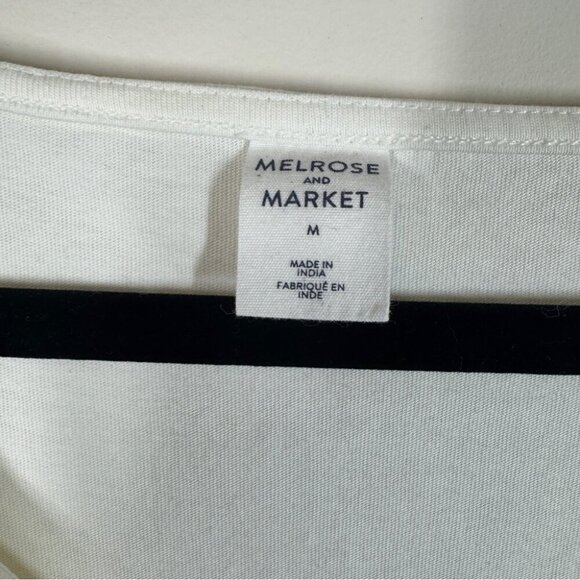 MELROSE
AND
MARKET
M
MADE IN
INDIA
FABRIQUÉ EN
INDE